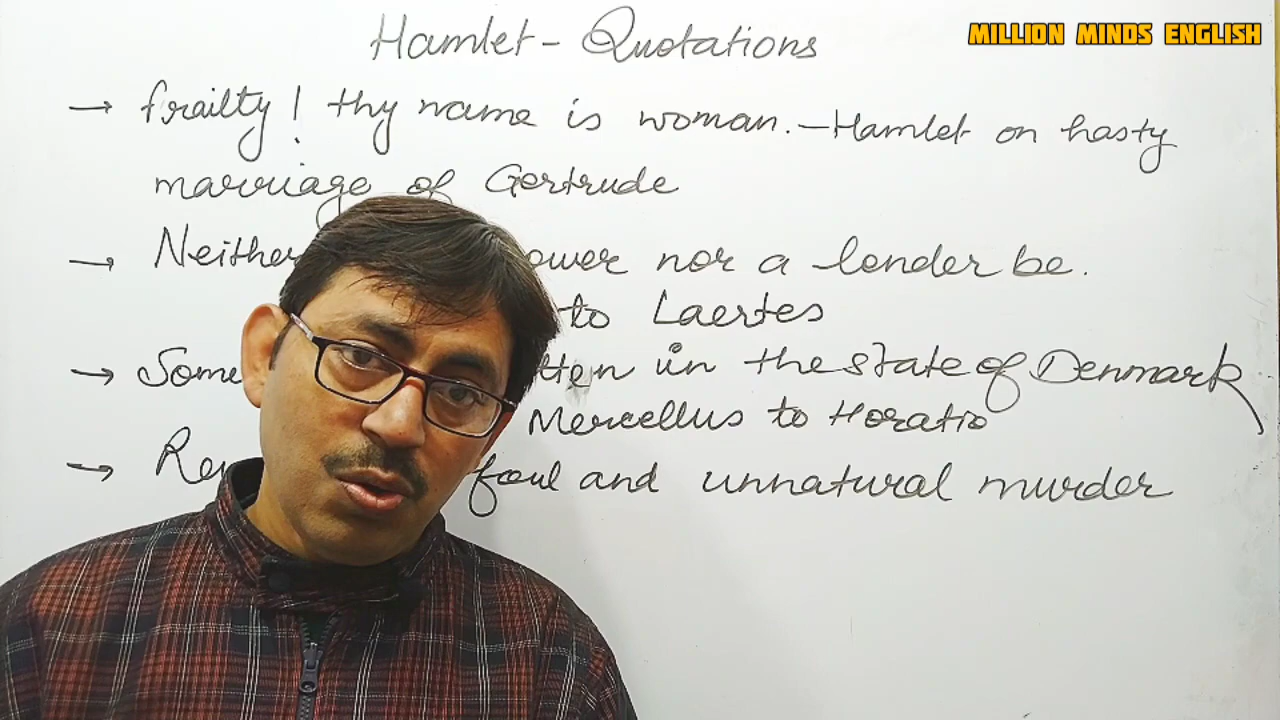 Hamlet - Quotations
MILLION MINDS ENGLISH
→ frailty! thy name is woman. - Hamlet on hasty
marriage of Gertrude
→ Neither ower nor a lender be.
to Laertes
→ Some tten in the state of Denmark
Mercellus to Horatio
→ Re foul and unnatural murder